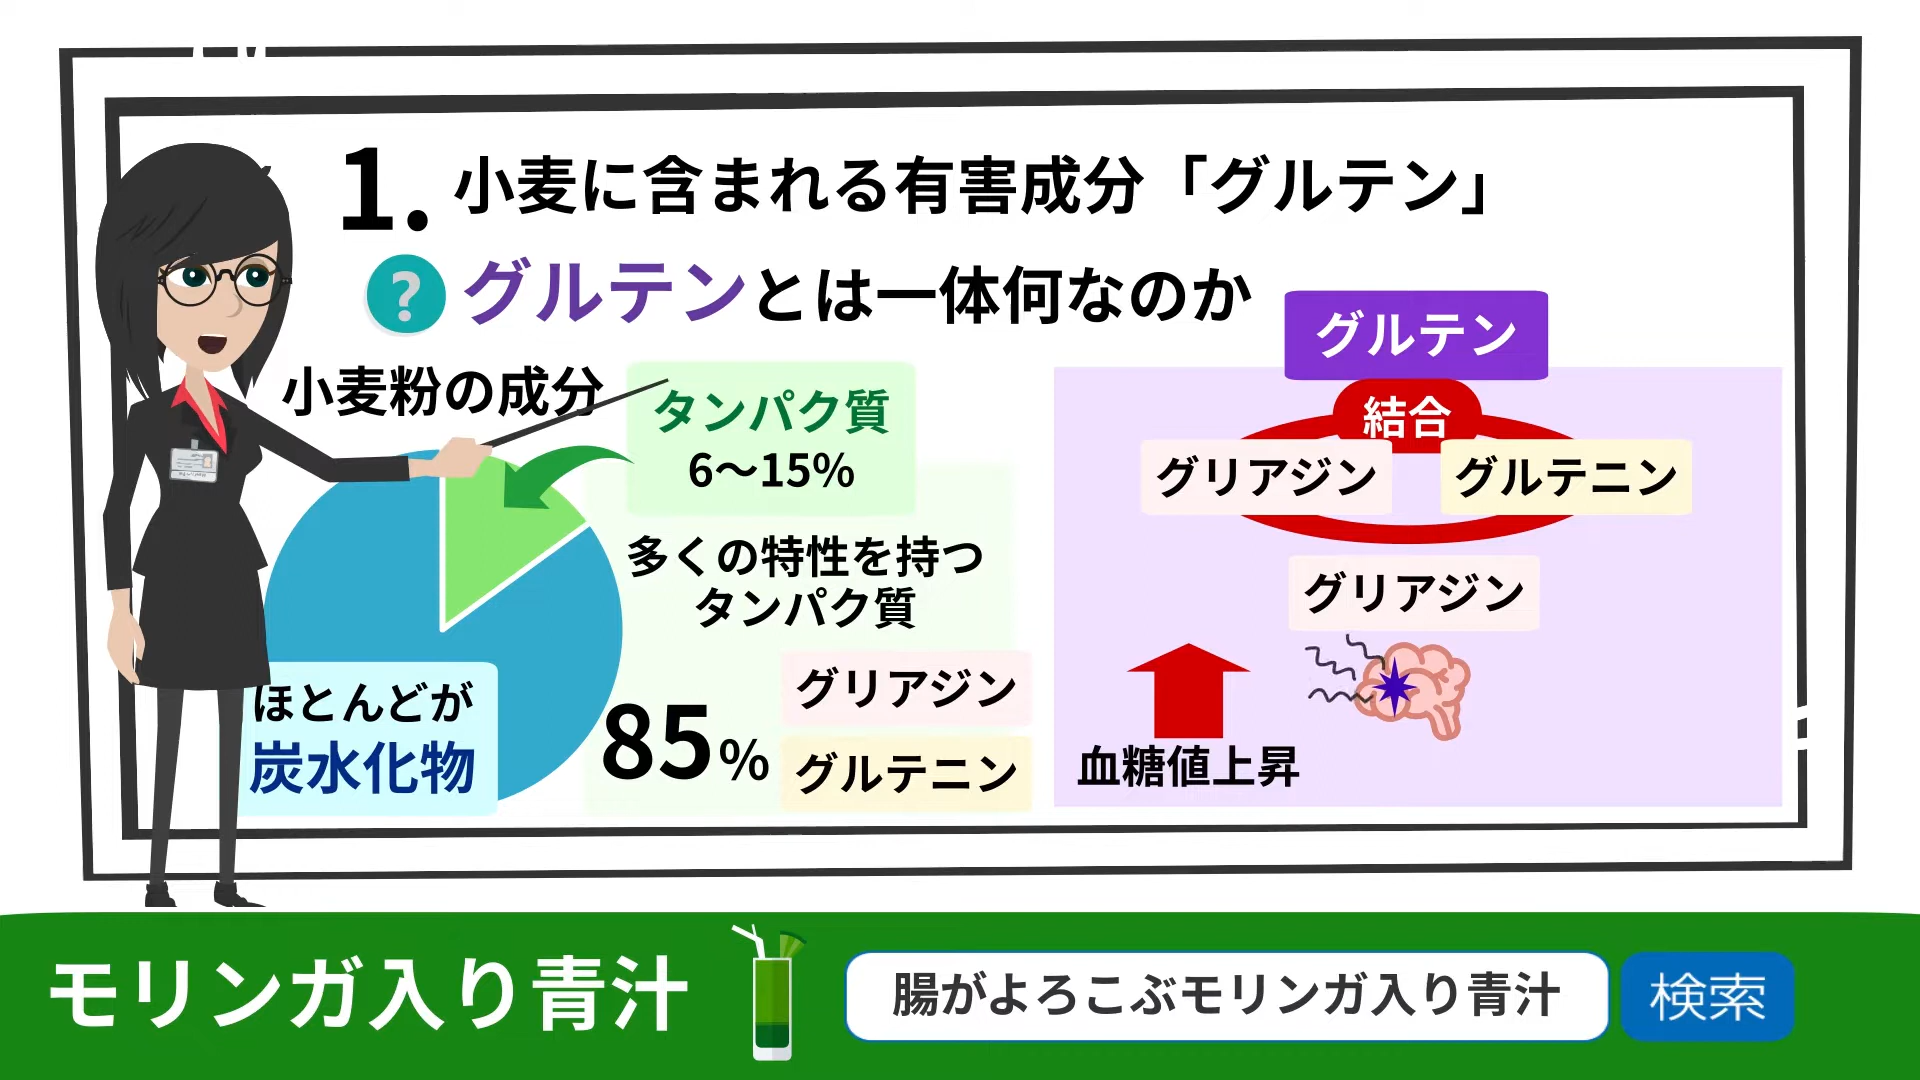 1. 小麦に含まれる有害成分「グルテン」
? グルテンとは一体何なのか
小麦粉の成分
タンパク質
6〜15%
多くの特性を持つ
タンパク質
85%
グリアジン
グルテニン
ほとんどが
炭水化物
グルテン
結合
グリアジン
グルテニン
グリアジン
血糖値上昇
モリンガ入り青汁
腸がよろこぶモリンガ入り青汁
検索